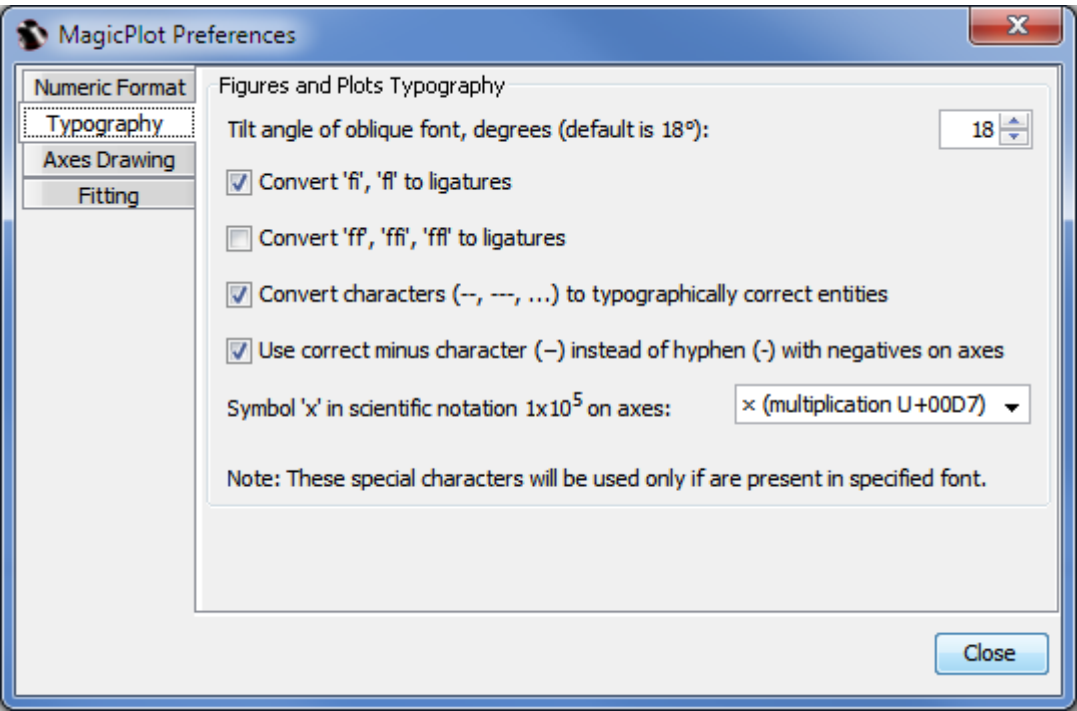 MagicPlot Preferences
Numeric Format
Typography
Axes Drawing
Fitting
Figures and Plots Typography
Tilt angle of oblique font, degrees (default is 18°):
18
Convert 'fi', 'fl' to ligatures
Convert 'ff', 'ffi', 'ffl' to ligatures
Convert characters (--, ---, ...) to typographically correct entities
Use correct minus character (−) instead of hyphen (-) with negatives on axes
Symbol 'x' in scientific notation 1x10⁵ on axes:
× (multiplication U+00D7)
Note: These special characters will be used only if are present in specified font.
Close